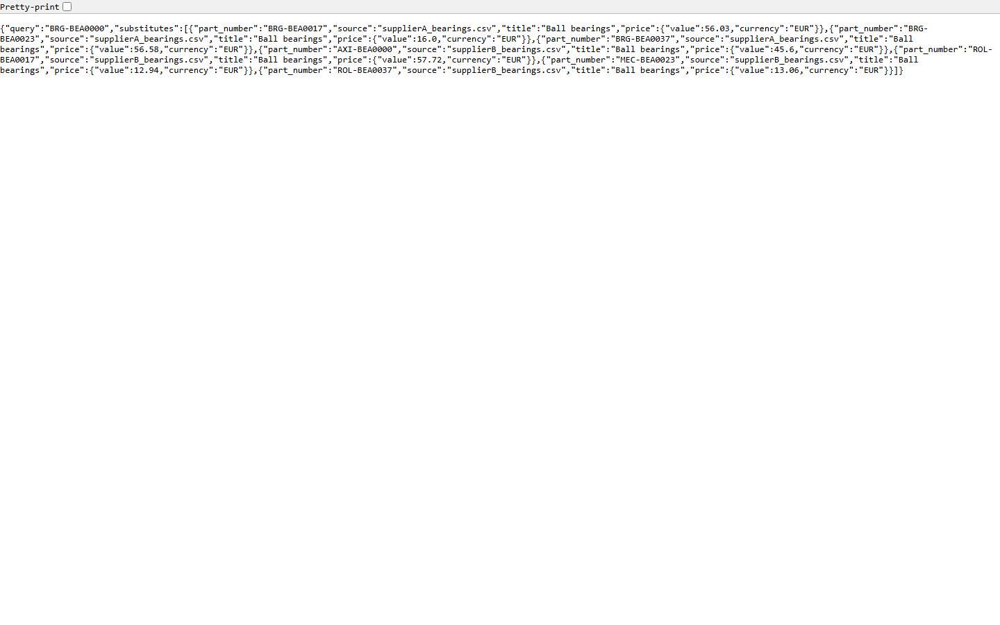 Pretty-print
{"query":"BRG-BEA0000","substitutes":[{"part_number":"BRG-BEA0017","source":"supplierA_bearings.csv","title":"Ball bearings","price":{"value":56.03,"currency":"EUR"}},{"part_number":"BRG-
BEA0023","source":"supplierA_bearings.csv","title":"Ball bearings","price":{"value":16.0,"currency":"EUR"}},{"part_number":"BRG-BEA0037","source":"supplierA_bearings.csv","title":"Ball
bearings","price":{"value":56.58,"currency":"EUR"}},{"part_number":"AXI-BEA0000","source":"supplierB_bearings.csv","title":"Ball bearings","price":{"value":45.6,"currency":"EUR"}},{"part_number":"ROL-
BEA0017","source":"supplierB_bearings.csv","title":"Ball bearings","price":{"value":57.72,"currency":"EUR"}},{"part_number":"MEC-BEA0023","source":"supplierB_bearings.csv","title":"Ball
bearings","price":{"value":12.94,"currency":"EUR"}},{"part_number":"ROL-BEA0037","source":"supplierB_bearings.csv","title":"Ball bearings","price":{"value":13.06,"currency":"EUR"}}]}